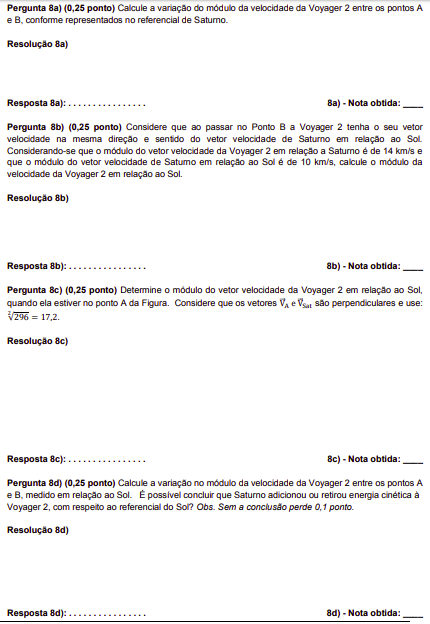 Pergunta 8a) (0,25 ponto) Calcule a variação do módulo da velocidade da Voyager 2 entre os pontos A
e B, conforme representados no referencial de Saturno.
Resolução 8a)
Resposta 8a): . . . . . . . . . . . . . . . . 8a) - Nota obtida: ____
Pergunta 8b) (0,25 ponto) Considere que ao passar no Ponto B a Voyager 2 tenha o seu vetor
velocidade na mesma direção e sentido do vetor velocidade de Saturno em relação ao Sol.
Considerando-se que o módulo do vetor velocidade da Voyager 2 em relação a Saturno é de 14 km/s e
que o módulo do vetor velocidade de Saturno em relação ao Sol é de 10 km/s, calcule o módulo da
velocidade da Voyager 2 em relação ao Sol.
Resolução 8b)
Resposta 8b): . . . . . . . . . . . . . . . . 8b) - Nota obtida: ____
Pergunta 8c) (0,25 ponto) Determine o módulo do vetor velocidade da Voyager 2 em relação ao Sol,
quando ela estiver no ponto A da Figura. Considere que os vetores V⃗_A e V⃗_Sat são perpendiculares e use:
²√296 = 17,2.
Resolução 8c)
Resposta 8c): . . . . . . . . . . . . . . . . 8c) - Nota obtida: ____
Pergunta 8d) (0,25 ponto) Calcule a variação no módulo da velocidade da Voyager 2 entre os pontos A
e B, medido em relação ao Sol. É possível concluir que Saturno adicionou ou retirou energia cinética à
Voyager 2, com respeito ao referencial do Sol? Obs. Sem a conclusão perde 0,1 ponto.
Resolução 8d)
Resposta 8d): . . . . . . . . . . . . . . . . 8d) - Nota obtida: ____